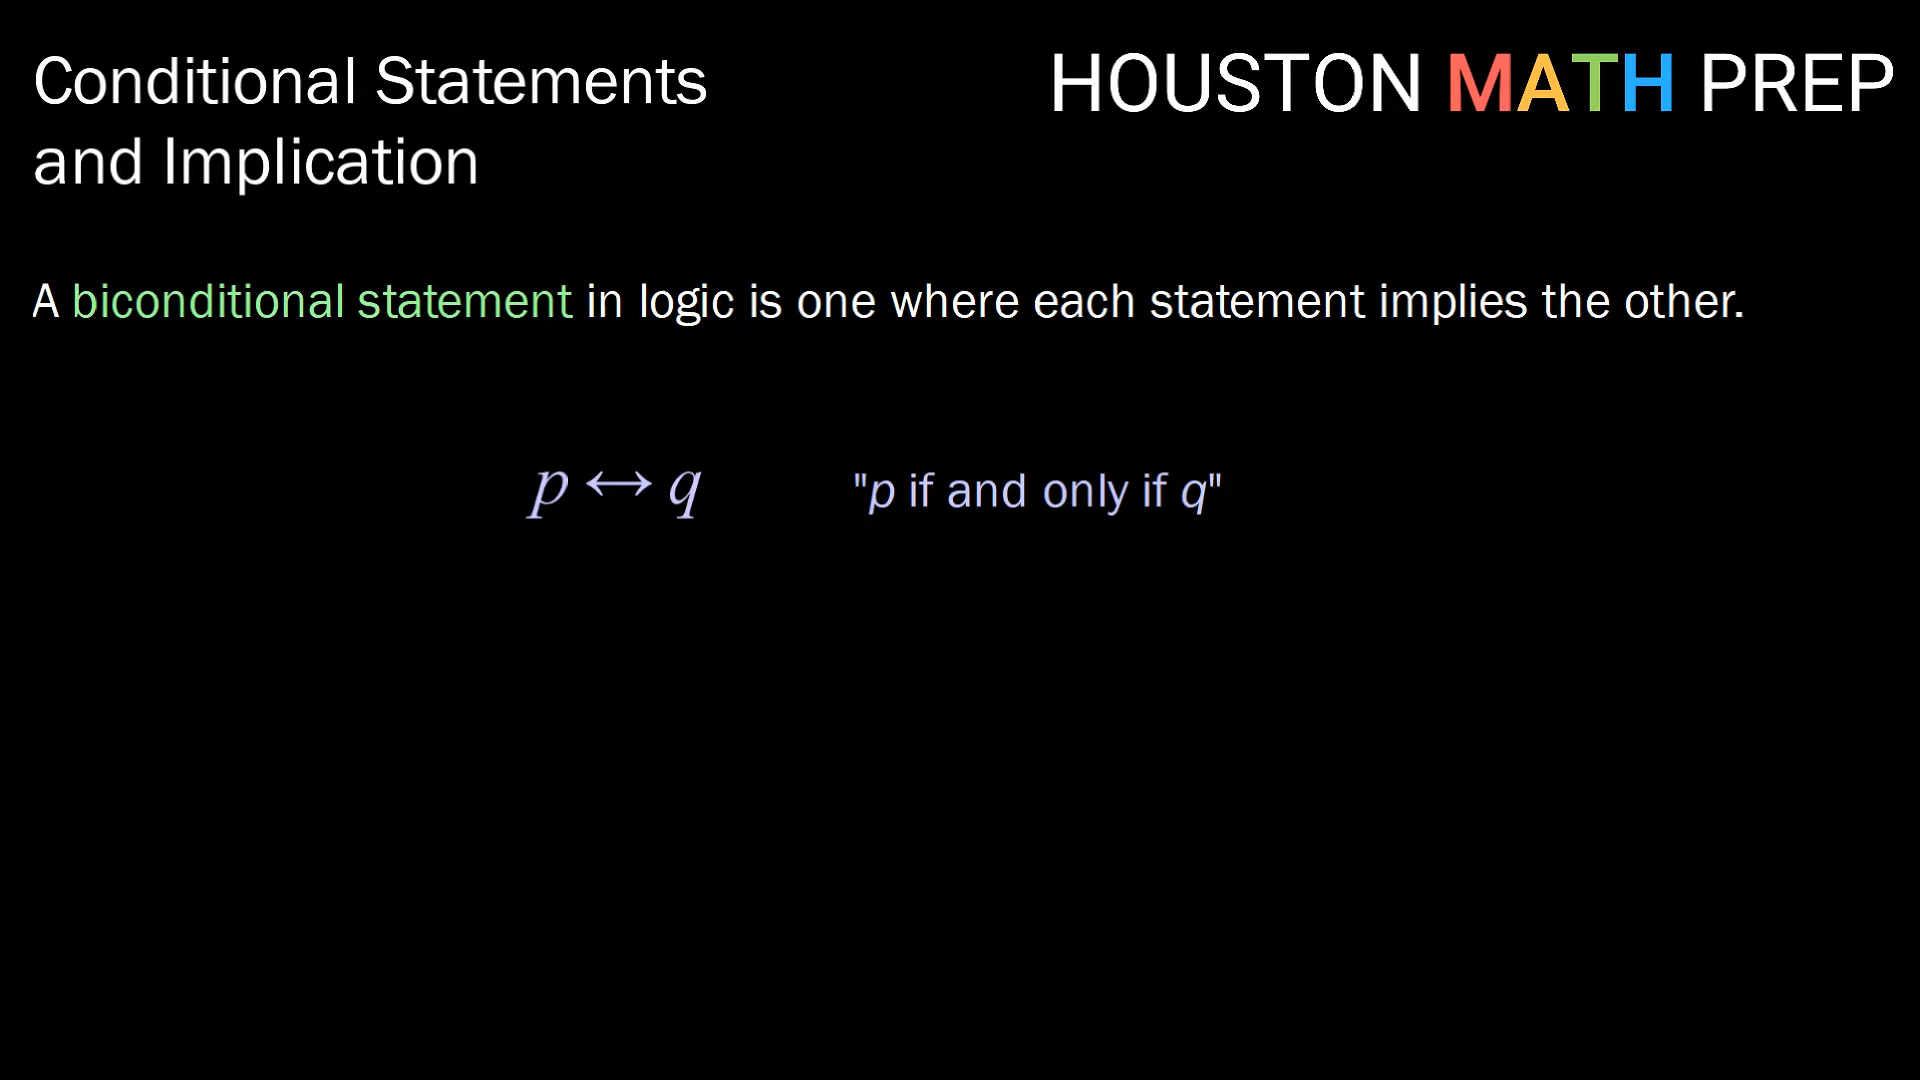 Conditional Statements
and Implication
HOUSTON MATH PREP
A biconditional statement in logic is one where each statement implies the other.
p ↔ q
"p if and only if q"